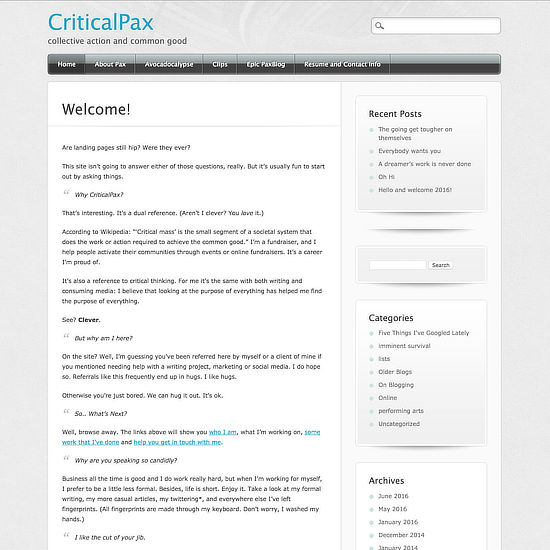 CriticalPax
collective action and common good
Home About Pax Avocadocalypse Clips Epic PaxBlog Resume and Contact Info
Welcome!
Are landing pages still hip? Were they ever?
This site isn't going to answer either of those questions, really. But it's usually fun to start
out by asking things.
“ Why CriticalPax?
That's interesting. It's a dual reference. (Aren't I clever? You love it.)
According to Wikipedia: "'Critical mass' is the small segment of a societal system that
does the work or action required to achieve the common good." I'm a fundraiser, and I
help people activate their communities through events or online fundraisers. It's a career
I'm proud of.
It's also a reference to critical thinking. For me it's the same with both writing and
consuming media: I believe that looking at the purpose of everything has helped me find
the purpose of everything.
See? Clever.
“ But why am I here?
On the site? Well, I'm guessing you've been referred here by myself or a client of mine if
you mentioned needing help with a writing project, marketing or social media. I do hope
so. Referrals like this frequently end up in hugs. I like hugs.
Otherwise you're just bored. We can hug it out. It's ok.
“ So.. What's Next?
Well, browse away. The links above will show you who I am, what I'm working on, some
work that I've done and help you get in touch with me.
“ Why are you speaking so candidly?
Business all the time is good and I do work really hard, but when I'm working for myself,
I prefer to be a little less formal. Besides, life is short. Enjoy it. Take a look at my formal
writing, my more casual articles, my twittering*, and everywhere else I've left
fingerprints. (All fingerprints are made through my keyboard. Don't worry, I washed my
hands.)
“ I like the cut of your jib.
Recent Posts
The going get tougher on
themselves
Everybody wants you
A dreamer's work is never done
Oh Hi
Hello and welcome 2016!
Search
Categories
Five Things I've Googled Lately
imminent survival
lists
Older Blogs
On Blogging
Online
performing arts
Uncategorized
Archives
June 2016
May 2016
January 2016
December 2014
January 2014